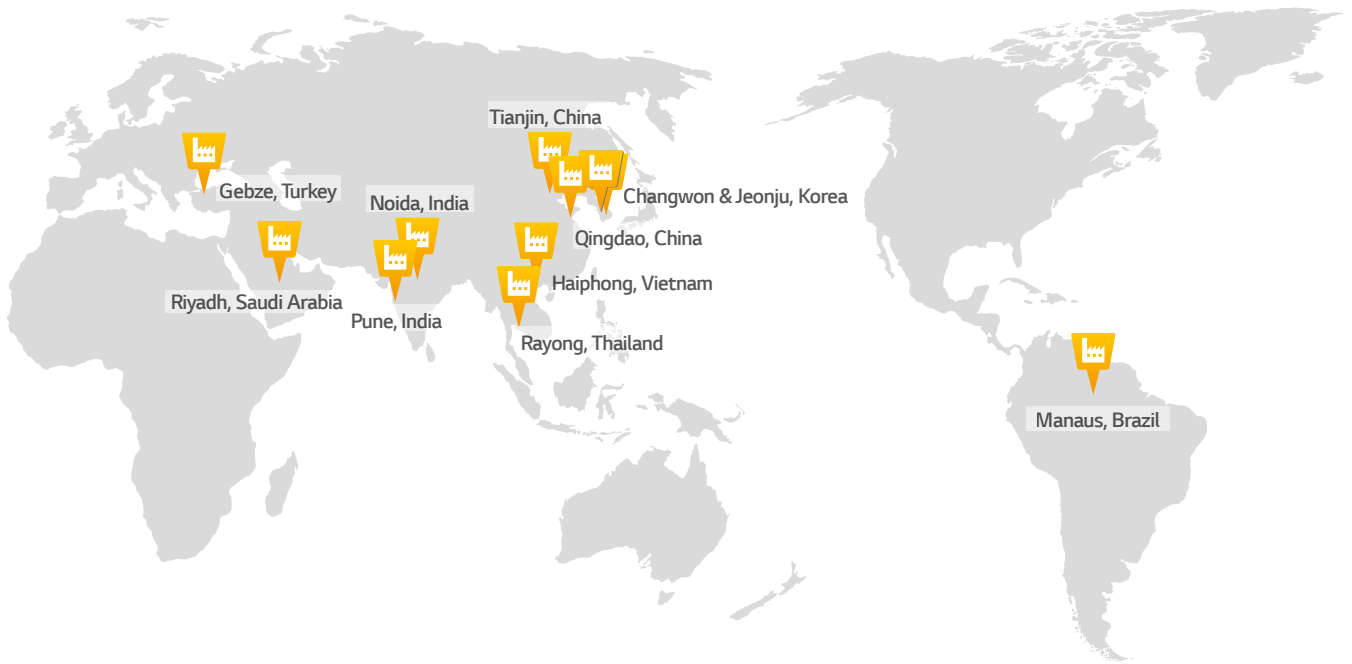 Tianjin, China
Gebze, Turkey
Changwon & Jeonju, Korea
Noida, India
Qingdao, China
Haiphong, Vietnam
Riyadh, Saudi Arabia
Pune, India
Rayong, Thailand
Manaus, Brazil